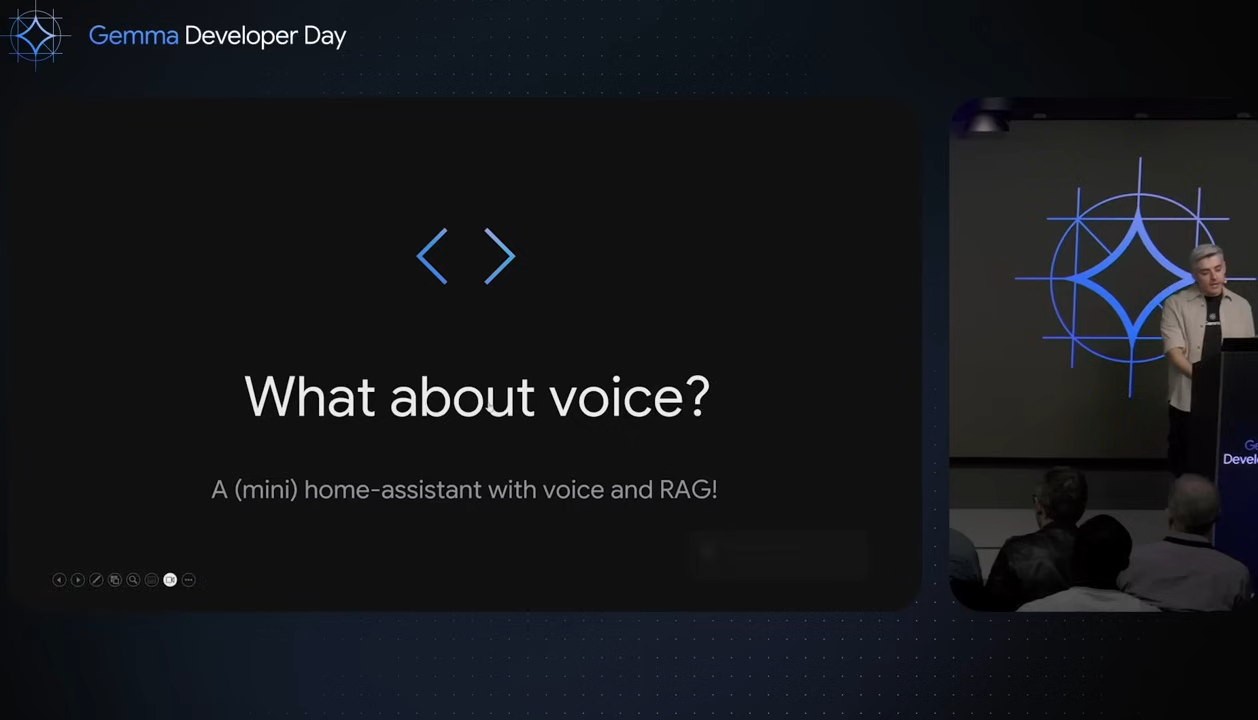 Gemma Developer Day
What about voice?
A (mini) home-assistant with voice and RAG!